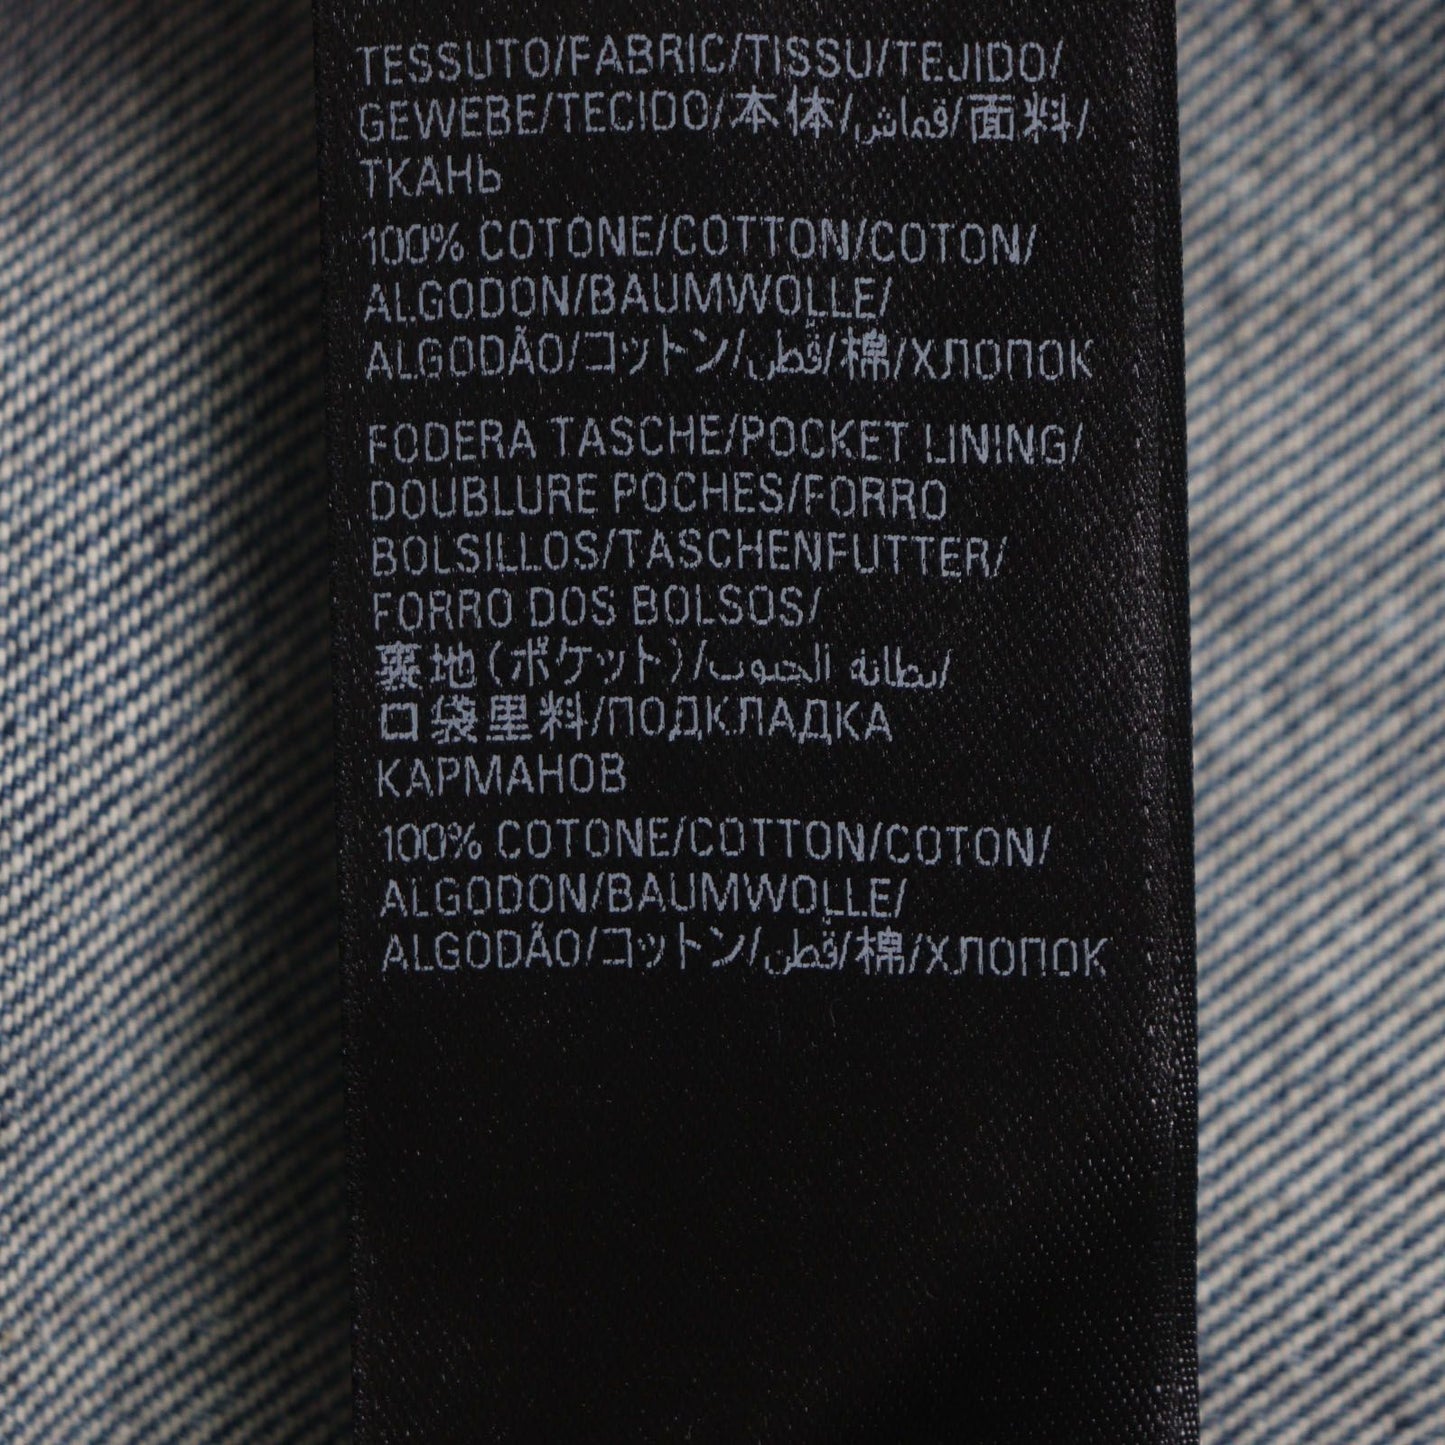 TESSUTO/FABRIC/TISSU/TEJIDO/
GEWEBE/TECIDO/本体/قماش/面料/
ТКАНЬ
100% COTONE/COTTON/COTON/
ALGODON/BAUMWOLLE/
ALGODÃO/コットン/قطن/棉/ХЛОПОК
FODERA TASCHE/POCKET LINING/
DOUBLURE POCHES/FORRO
BOLSILLOS/TASCHENFUTTER/
FORRO DOS BOLSOS/
裏地(ポケット)/بطانة الجيوب/
口袋里料/ПОДКЛАДКА
КАРМАНОВ
100% COTONE/COTTON/COTON/
ALGODON/BAUMWOLLE/
ALGODÃO/コットン/قطن/棉/ХЛОПОК